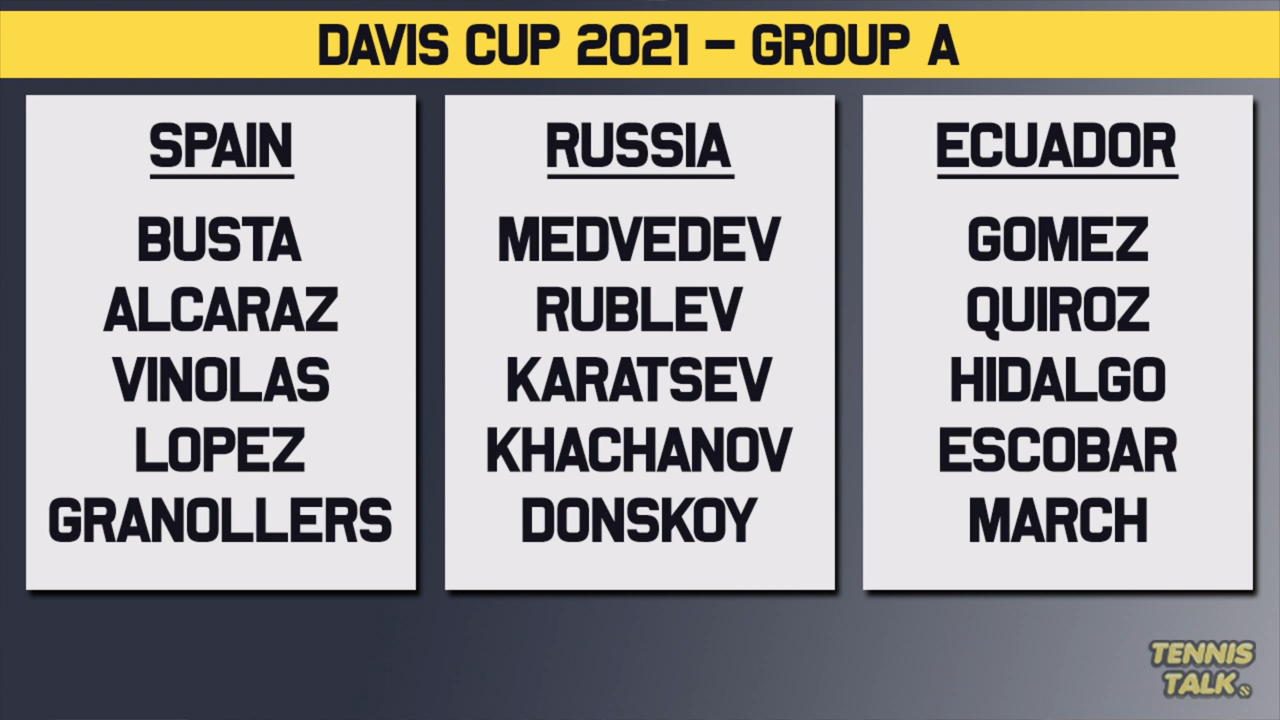 DAVIS CUP 2021 – GROUP A
SPAIN
BUSTA
ALCARAZ
VINOLAS
LOPEZ
GRANOLLERS
RUSSIA
MEDVEDEV
RUBLEV
KARATSEV
KHACHANOV
DONSKOY
ECUADOR
GOMEZ
QUIROZ
HIDALGO
ESCOBAR
MARCH
TENNIS
TALK